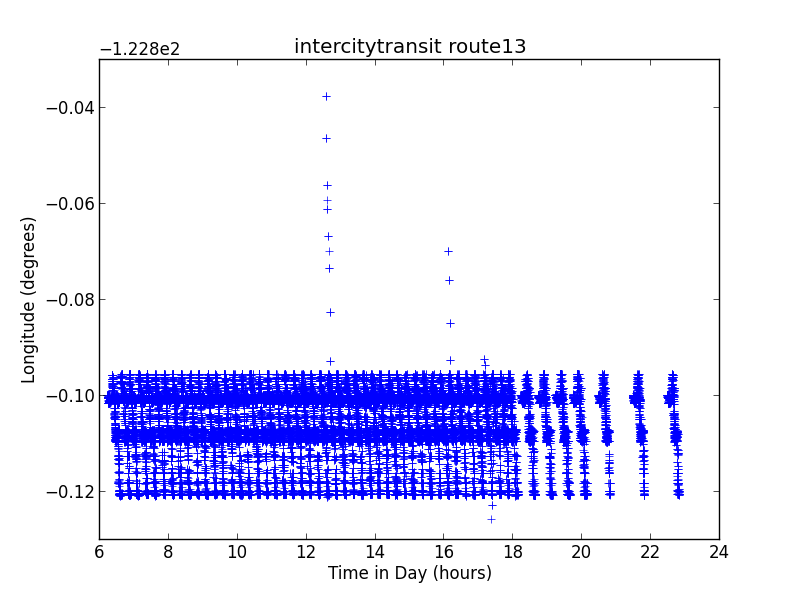 −1.228e2
intercitytransit route13
−0.04
−0.06
−0.08
−0.10
−0.12
Longitude (degrees)
6 8 10 12 14 16 18 20 22 24
Time in Day (hours)